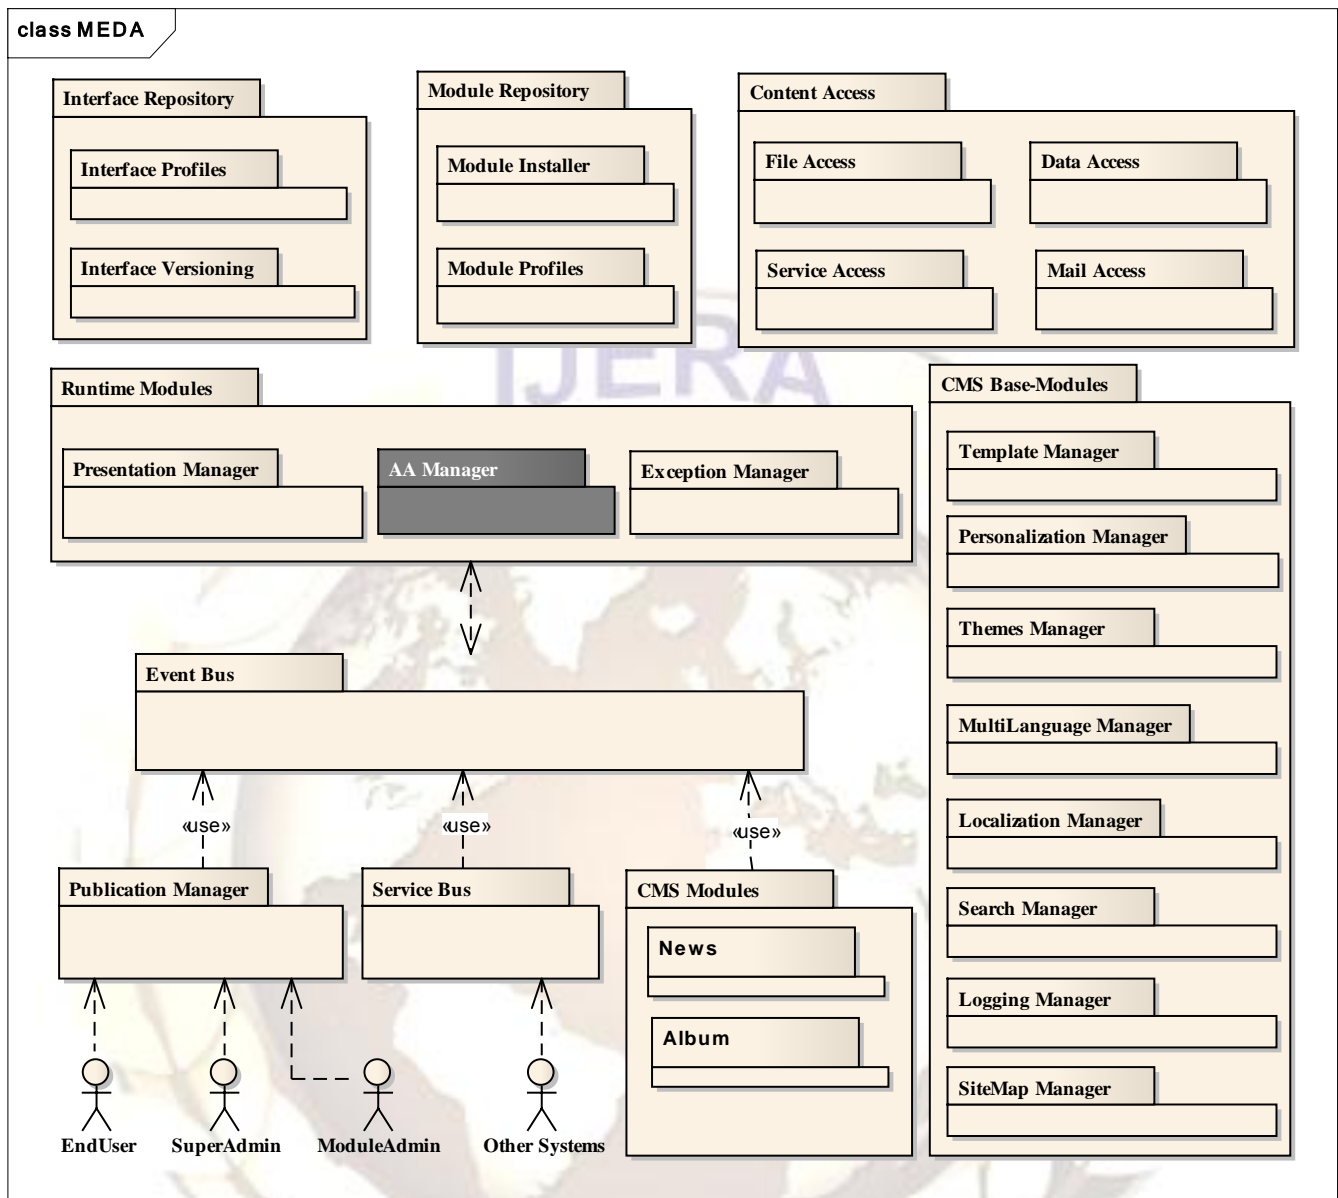 class MEDA
Interface Repository
Interface Profiles
Interface Versioning
Module Repository
Module Installer
Module Profiles
Content Access
File Access
Data Access
Service Access
Mail Access
IJERA
Runtime Modules
Presentation Manager
AA Manager
Exception Manager
CMS Base-Modules
Template Manager
Personalization Manager
Themes Manager
MultiLanguage Manager
Localization Manager
Search Manager
Logging Manager
SiteMap Manager
Event Bus
«use»
«use»
«use»
Publication Manager
Service Bus
CMS Modules
News
Album
EndUser
SuperAdmin
ModuleAdmin
Other Systems